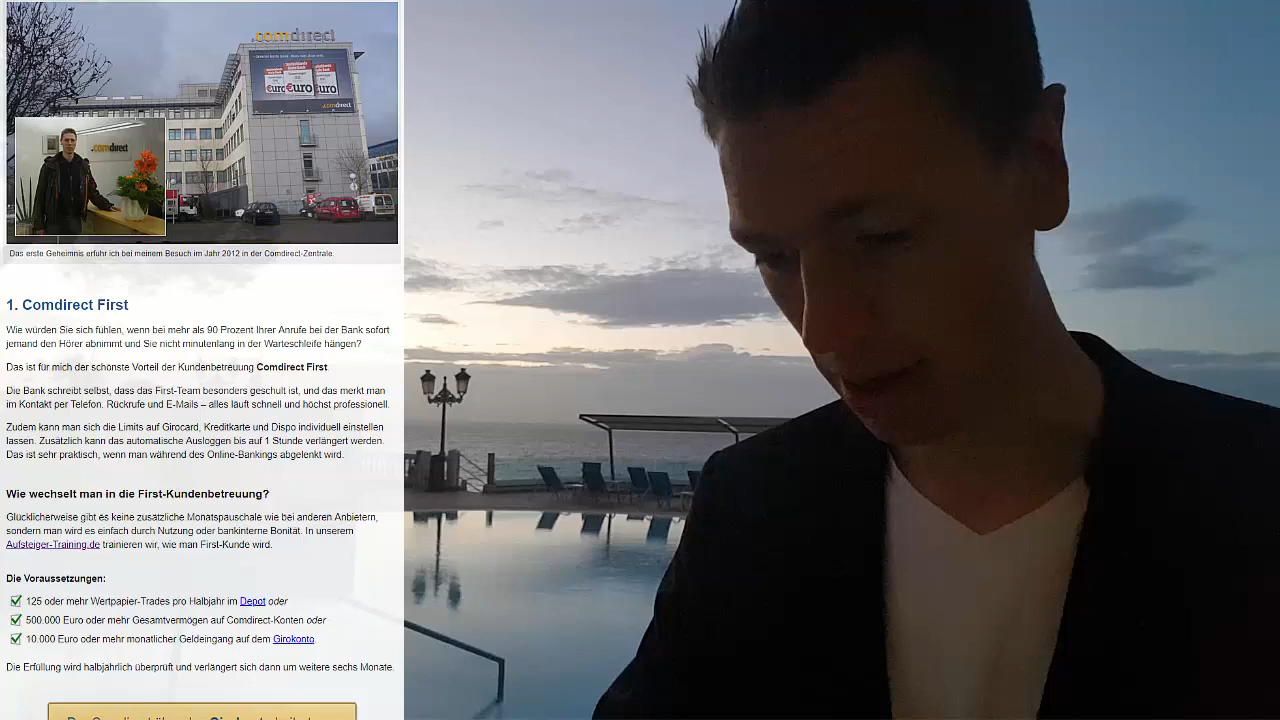 .comdirect
€uro €uro €uro
.comdirect
.comdirect
Das erste Geheimnis erfuhr ich bei meinem Besuch im Jahr 2012 in der Comdirect-Zentrale.
1. Comdirect First
Wie würden Sie sich fühlen, wenn bei mehr als 90 Prozent Ihrer Anrufe bei der Bank sofort
jemand den Hörer abnimmt und Sie nicht minutenlang in der Warteschleife hängen?
Das ist für mich der schönste Vorteil der Kundenbetreuung Comdirect First.
Die Bank schreibt selbst, dass das First-Team besonders geschult ist, und das merkt man
im Kontakt per Telefon. Rückrufe und E-Mails – alles läuft schnell und höchst professionell.
Zudem kann man sich die Limits auf Girocard, Kreditkarte und Dispo individuell einstellen
lassen. Zusätzlich kann das automatische Ausloggen bis auf 1 Stunde verlängert werden.
Das ist sehr praktisch, wenn man während des Online-Bankings abgelenkt wird.
Wie wechselt man in die First-Kundenbetreuung?
Glücklicherweise gibt es keine zusätzliche Monatspauschale wie bei anderen Anbietern,
sondern man wird es einfach durch Nutzung oder bankinterne Bonität. In unserem
Aufsteiger-Training.de trainieren wir, wie man First-Kunde wird.
Die Voraussetzungen:
125 oder mehr Wertpapier-Trades pro Halbjahr im Depot oder
500.000 Euro oder mehr Gesamtvermögen auf Comdirect-Konten oder
10.000 Euro oder mehr monatlicher Geldeingang auf dem Girokonto.
Die Erfüllung wird halbjährlich überprüft und verlängert sich dann um weitere sechs Monate.